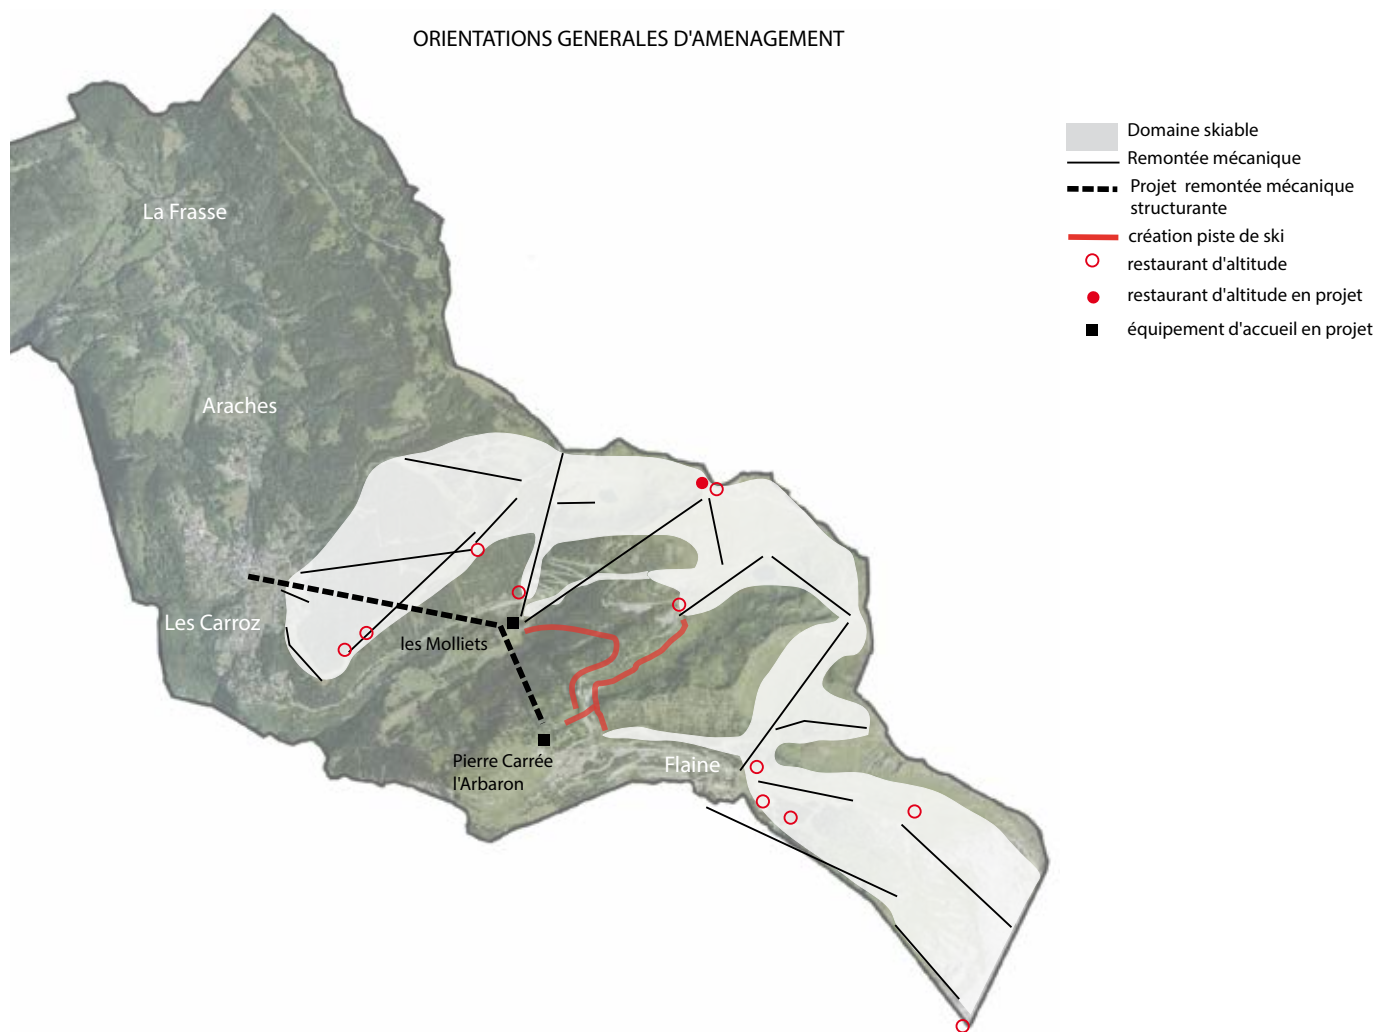 ORIENTATIONS GENERALES D'AMENAGEMENT
Domaine skiable
Remontée mécanique
Projet remontée mécanique
structurante
création piste de ski
restaurant d'altitude
restaurant d'altitude en projet
équipement d'accueil en projet
La Frasse
Araches
Les Carroz
les Molliets
Pierre Carrée
l'Arbaron
Flaine